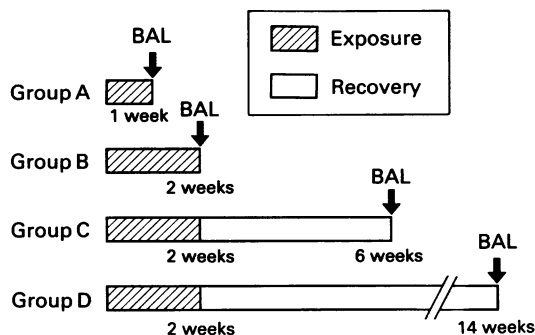 BAL
Exposure
Recovery
Group A
1 week
BAL
Group B
2 weeks
BAL
Group C
2 weeks
6 weeks
BAL
Group D
2 weeks
14 weeks